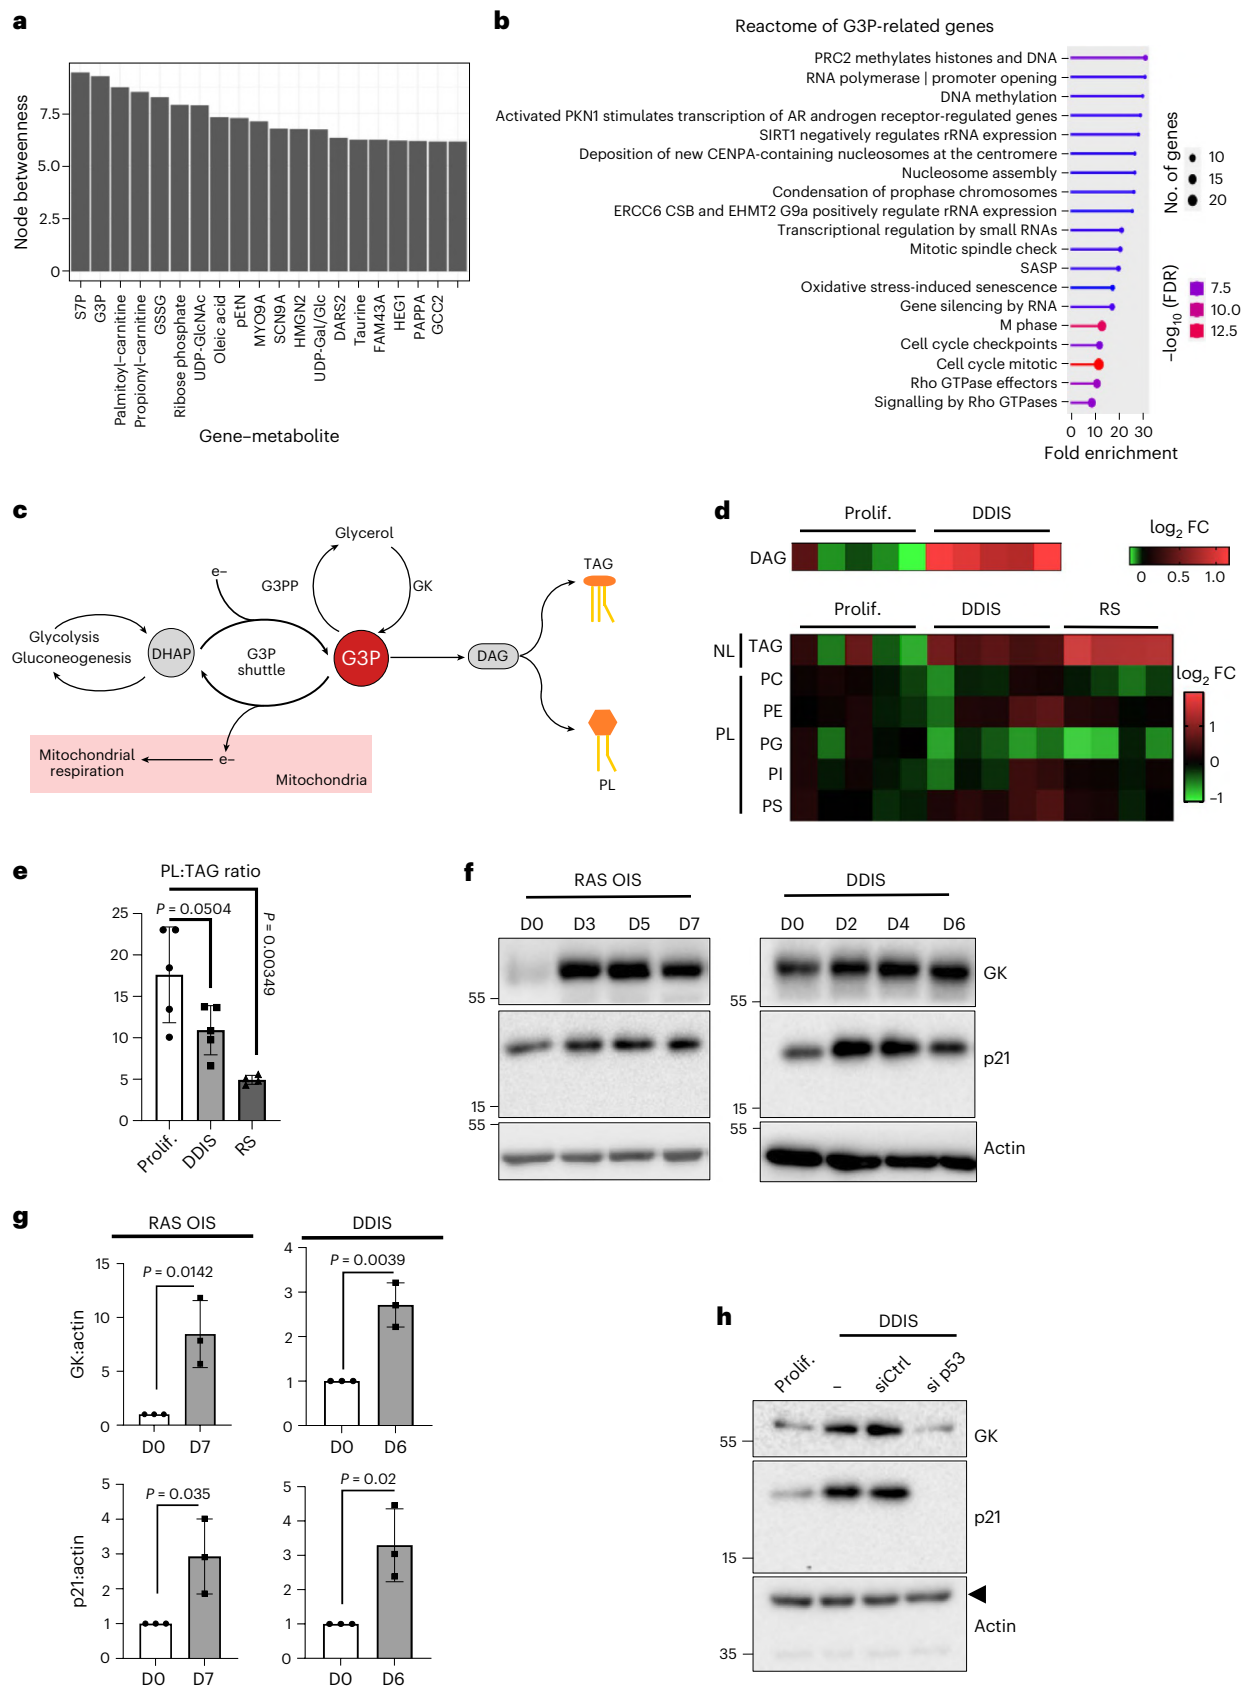 a
Node betweenness
7.5
5.0
2.5
0
S7P
G3P
Palmitoyl–carnitine
Propionyl–carnitine
GSSG
Ribose phosphate
UDP–GlcNAc
Oleic acid
pEtN
MYO9A
SCN9A
HMGN2
UDP-Gal/Glc
DARS2
Taurine
FAM43A
HEG1
PAPPA
GCC2
Gene–metabolite
b
Reactome of G3P-related genes
PRC2 methylates histones and DNA
RNA polymerase | promoter opening
DNA methylation
Activated PKN1 stimulates transcription of AR androgen receptor-regulated genes
SIRT1 negatively regulates rRNA expression
Deposition of new CENPA-containing nucleosomes at the centromere
Nucleosome assembly
Condensation of prophase chromosomes
ERCC6 CSB and EHMT2 G9a positively regulate rRNA expression
Transcriptional regulation by small RNAs
Mitotic spindle check
SASP
Oxidative stress-induced senescence
Gene silencing by RNA
M phase
Cell cycle checkpoints
Cell cycle mitotic
Rho GTPase effectors
Signalling by Rho GTPases
0 10 20 30
Fold enrichment
No. of genes
10
15
20
–log10 (FDR)
7.5
10.0
12.5
c
Glycerol
e–
G3PP
GK
TAG
Glycolysis
Gluconeogenesis
DHAP
G3P
shuttle
G3P
DAG
Mitochondrial
respiration
e–
Mitochondria
PL
d
Prolif.
DDIS
DAG
log2 FC
0 0.5 1.0
Prolif.
DDIS
RS
NL
TAG
PL
PC
PE
PG
PI
PS
log2 FC
1
0
–1
e
PL:TAG ratio
P = 0.0504
P = 0.00349
25
20
15
10
5
0
Prolif.
DDIS
RS
f
RAS OIS
DDIS
D0 D3 D5 D7
D0 D2 D4 D6
55
55
GK
p21
15
15
55
55
Actin
g
RAS OIS
DDIS
GK:actin
15
10
5
0
P = 0.0142
D0 D7
4
3
2
1
0
P = 0.0039
D0 D6
p21:actin
5
4
3
2
1
0
P = 0.035
D0 D7
5
4
3
2
1
0
P = 0.02
D0 D6
h
DDIS
Prolif.
–
siCtrl
si p53
55
GK
p21
15
Actin
35